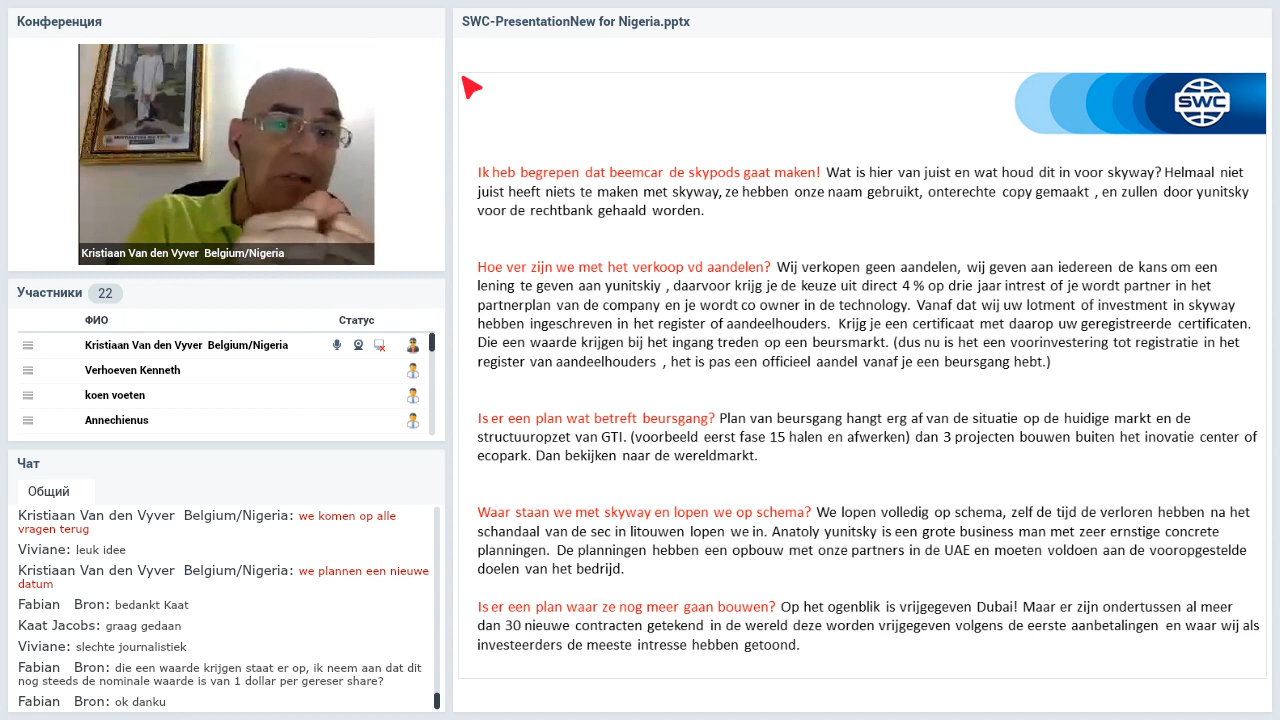 Конференция
Kristiaan Van den Vyver Belgium/Nigeria
Участники 22
ФИО Статус
Kristiaan Van den Vyver Belgium/Nigeria
Verhoeven Kenneth
koen voeten
Annechienus
Чат
Общий
Kristiaan Van den Vyver Belgium/Nigeria: we komen op alle
vragen terug
Viviane: leuk idee
Kristiaan Van den Vyver Belgium/Nigeria: we plannen een nieuwe
datum
Fabian Bron: bedankt Kaat
Kaat Jacobs: graag gedaan
Viviane: slechte journalistiek
Fabian Bron: die een waarde krijgen staat er op, ik neem aan dat dit
nog steeds de nominale waarde is van 1 dollar per gereser share?
Fabian Bron: ok danku
SWC-PresentationNew for Nigeria.pptx
SWC
Ik heb begrepen dat beemcar de skypods gaat maken! Wat is hier van juist en wat houd dit in voor skyway? Helmaal niet
juist heeft niets te maken met skyway, ze hebben onze naam gebruikt, onterechte copy gemaakt , en zullen door yunitsky
voor de rechtbank gehaald worden.
Hoe ver zijn we met het verkoop vd aandelen? Wij verkopen geen aandelen, wij geven aan iedereen de kans om een
lening te geven aan yunitskiy , daarvoor krijg je de keuze uit direct 4 % op drie jaar intrest of je wordt partner in het
partnerplan van de company en je wordt co owner in de technology. Vanaf dat wij uw lotment of investment in skyway
hebben ingeschreven in het register of aandeelhouders. Krijg je een certificaat met daarop uw geregistreerde certificaten.
Die een waarde krijgen bij het ingang treden op een beursmarkt. (dus nu is het een voorinvestering tot registratie in het
register van aandeelhouders , het is pas een officieel aandel vanaf je een beursgang hebt.)
Is er een plan wat betreft beursgang? Plan van beursgang hangt erg af van de situatie op de huidige markt en de
structuuropzet van GTI. (voorbeeld eerst fase 15 halen en afwerken) dan 3 projecten bouwen buiten het inovatie center of
ecopark. Dan bekijken naar de wereldmarkt.
Waar staan we met skyway en lopen we op schema? We lopen volledig op schema, zelf de tijd de verloren hebben na het
schandaal van de sec in litouwen lopen we in. Anatoly yunitsky is een grote business man met zeer ernstige concrete
planningen. De planningen hebben een opbouw met onze partners in de UAE en moeten voldoen aan de vooropgestelde
doelen van het bedrijd.
Is er een plan waar ze nog meer gaan bouwen? Op het ogenblik is vrijgegeven Dubai! Maar er zijn ondertussen al meer
dan 30 nieuwe contracten getekend in de wereld deze worden vrijgegeven volgens de eerste aanbetalingen en waar wij als
investeerders de meeste intresse hebben getoond.